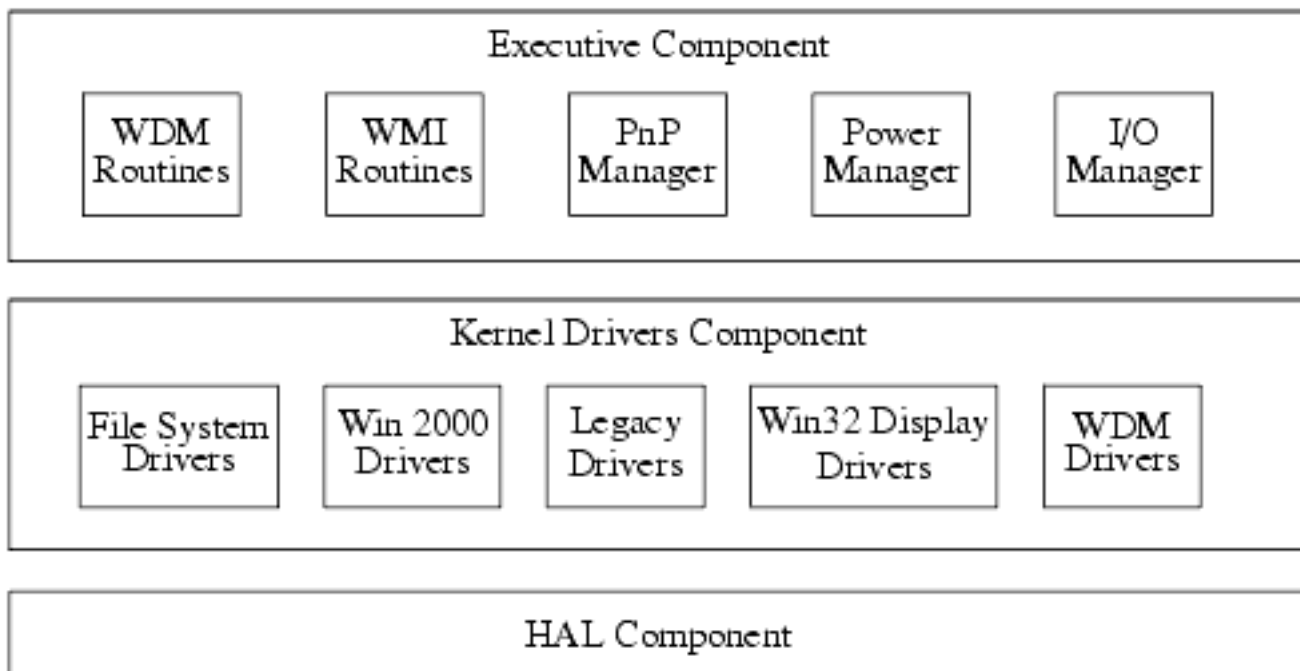 Executive Component
WDM
Routines
WMI
Routines
PnP
Manager
Power
Manager
I/O
Manager
Kernel Drivers Component
File System
Drivers
Win 2000
Drivers
Legacy
Drivers
Win32 Display
Drivers
WDM
Drivers
HAL Component